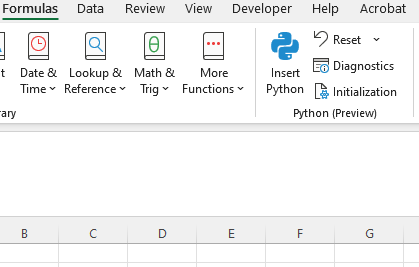 Formulas Data Review View Developer Help Acrobat
Date & Time Lookup & Reference Math & Trig More Functions Insert Python Reset
Diagnostics
Initialization
Python (Preview)
B C D E F G